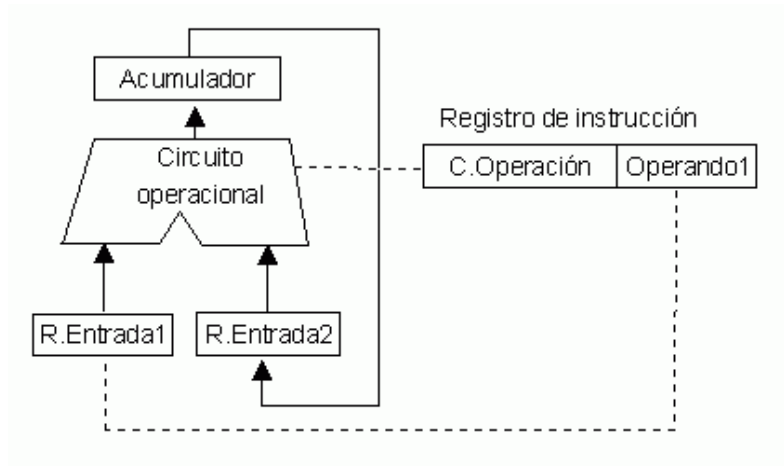 Acumulador
Registro de instrucción
Circuito
operacional
C.Operación
Operando1
R.Entrada1
R.Entrada2